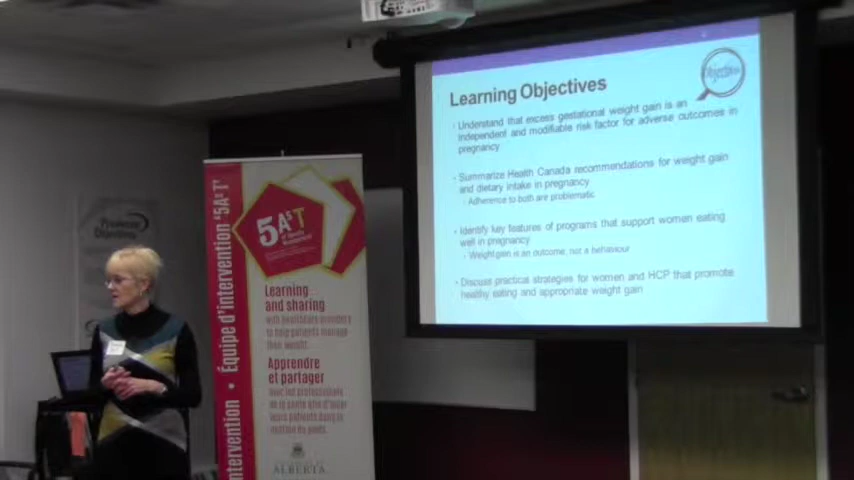 Learning Objectives
Objectives
Understand that excess gestational weight gain is an
independent and modifiable risk factor for adverse outcomes in
pregnancy
Summarize Health Canada recommendations for weight gain
and dietary intake in pregnancy
Adherence to both are problematic
Identify key features of programs that support women eating
well in pregnancy
Weight gain is an outcome, not a behaviour
Discuss practical strategies for women and HCP that promote
healthy eating and appropriate weight gain
Équipe d'intervention '5AsT'
ntervention •
5AsT
of Obesity
Management
Learning
and sharing
with healthcare providers
to help patients manage
their weight.
Apprendre
et partager
avec les professionnels
de la santé afin d'aider
leurs patients dans la
gestion du poids.
ALBERTA